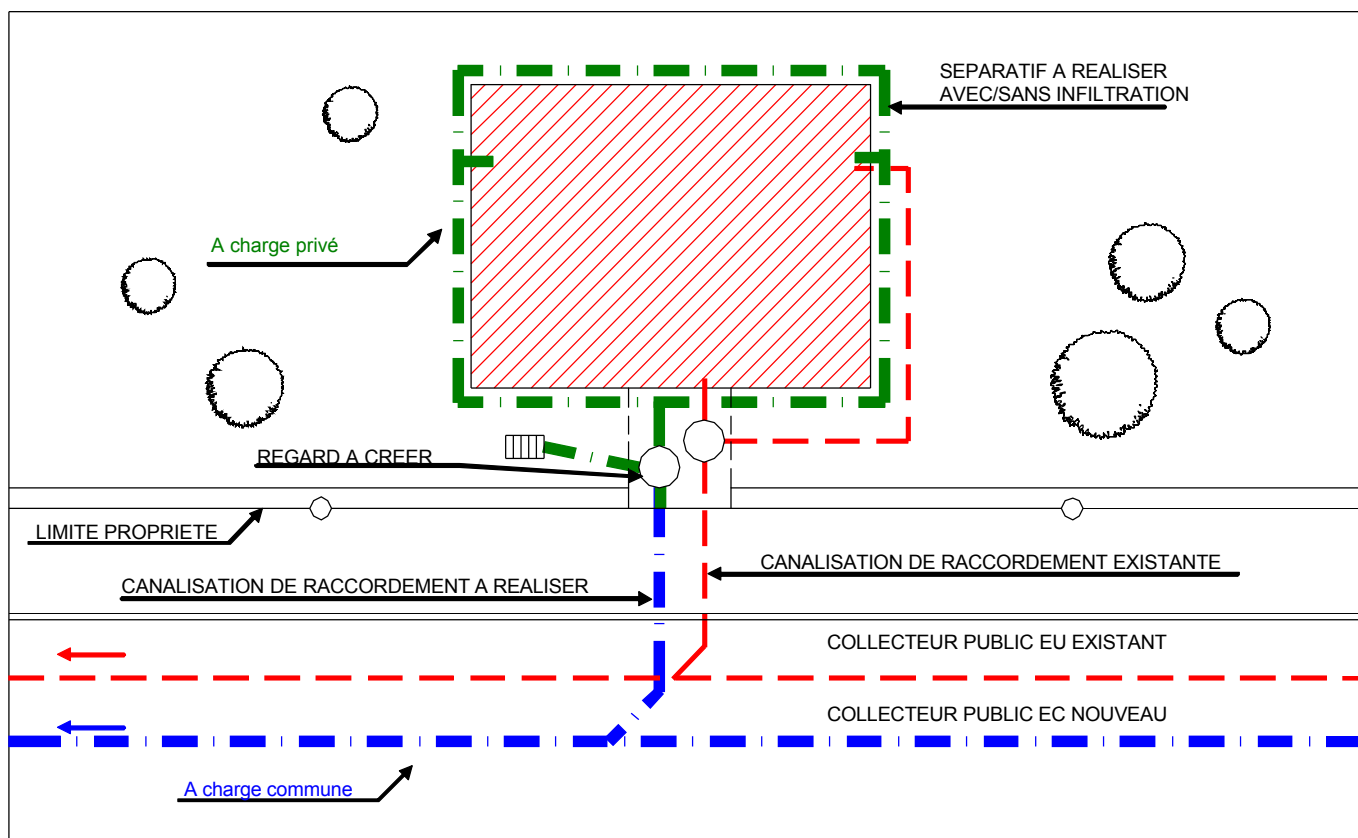 SEPARATIF A REALISER
AVEC/SANS INFILTRATION
A charge privé
REGARD A CREER
LIMITE PROPRIETE
CANALISATION DE RACCORDEMENT A REALISER
CANALISATION DE RACCORDEMENT EXISTANTE
COLLECTEUR PUBLIC EU EXISTANT
COLLECTEUR PUBLIC EC NOUVEAU
A charge commune